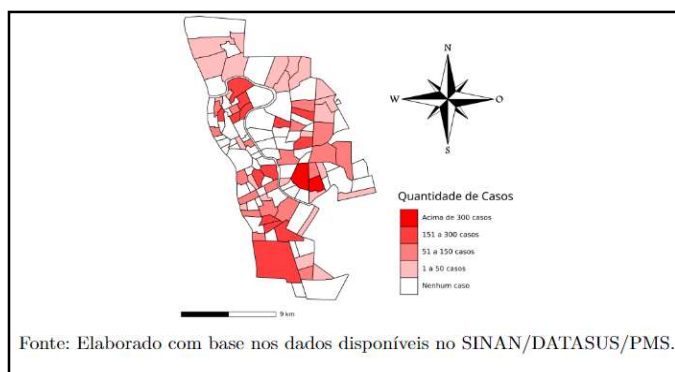 N
W
O
S
Quantidade de Casos
Acima de 300 casos
151 a 300 casos
51 a 150 casos
1 a 50 casos
Nenhum caso
9 km
Fonte: Elaborado com base nos dados disponíveis no SINAN/DATASUS/PMS.